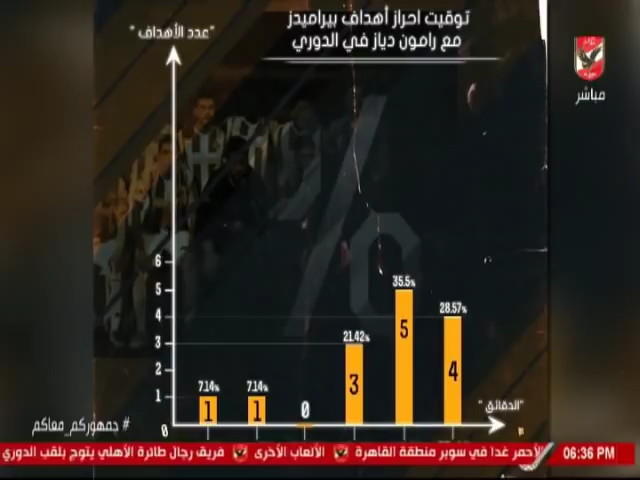 توقيت احراز أهداف بيراميدز
مع رامون دياز في الدوري
"عدد الأهداف"
مباشر
6
5
4
3
2
1
0
7.14%
1
7.14%
1
0
21.42%
3
35.5%
5
28.57%
4
"الدقائق"
#جمهوركم_معاكم
الأحمر غدا في سوبر منطقة القاهرة الألعاب الأخرى فريق رجال طائرة الأهلي يتوج بلقب الدوري
06:36 PM